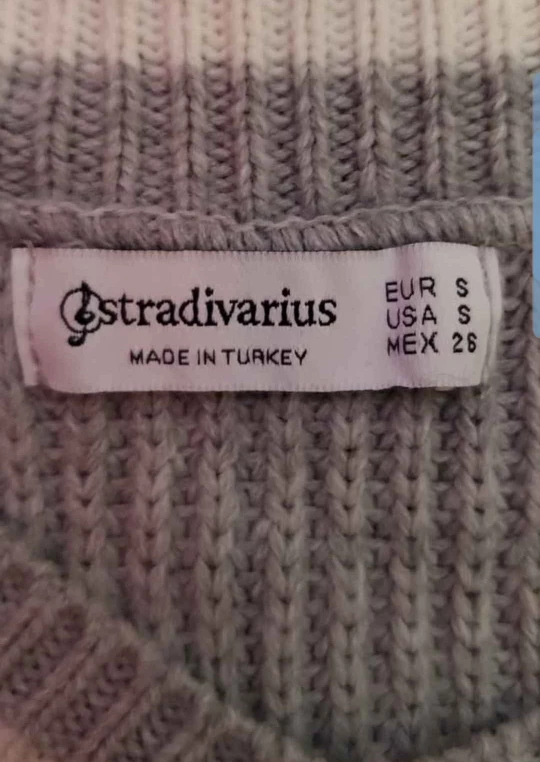 stradivarius
MADE IN TURKEY
EUR S
USA S
MEX 26